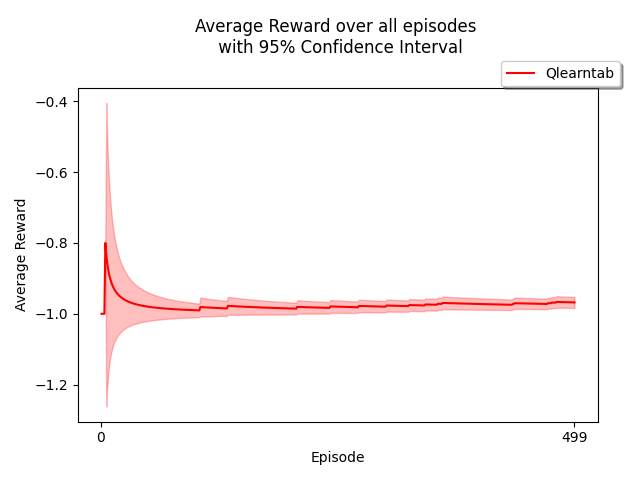 Average Reward over all episodes
with 95% Confidence Interval
Qlearntab
−0.4
−0.6
−0.8
−1.0
−1.2
Average Reward
0
499
Episode